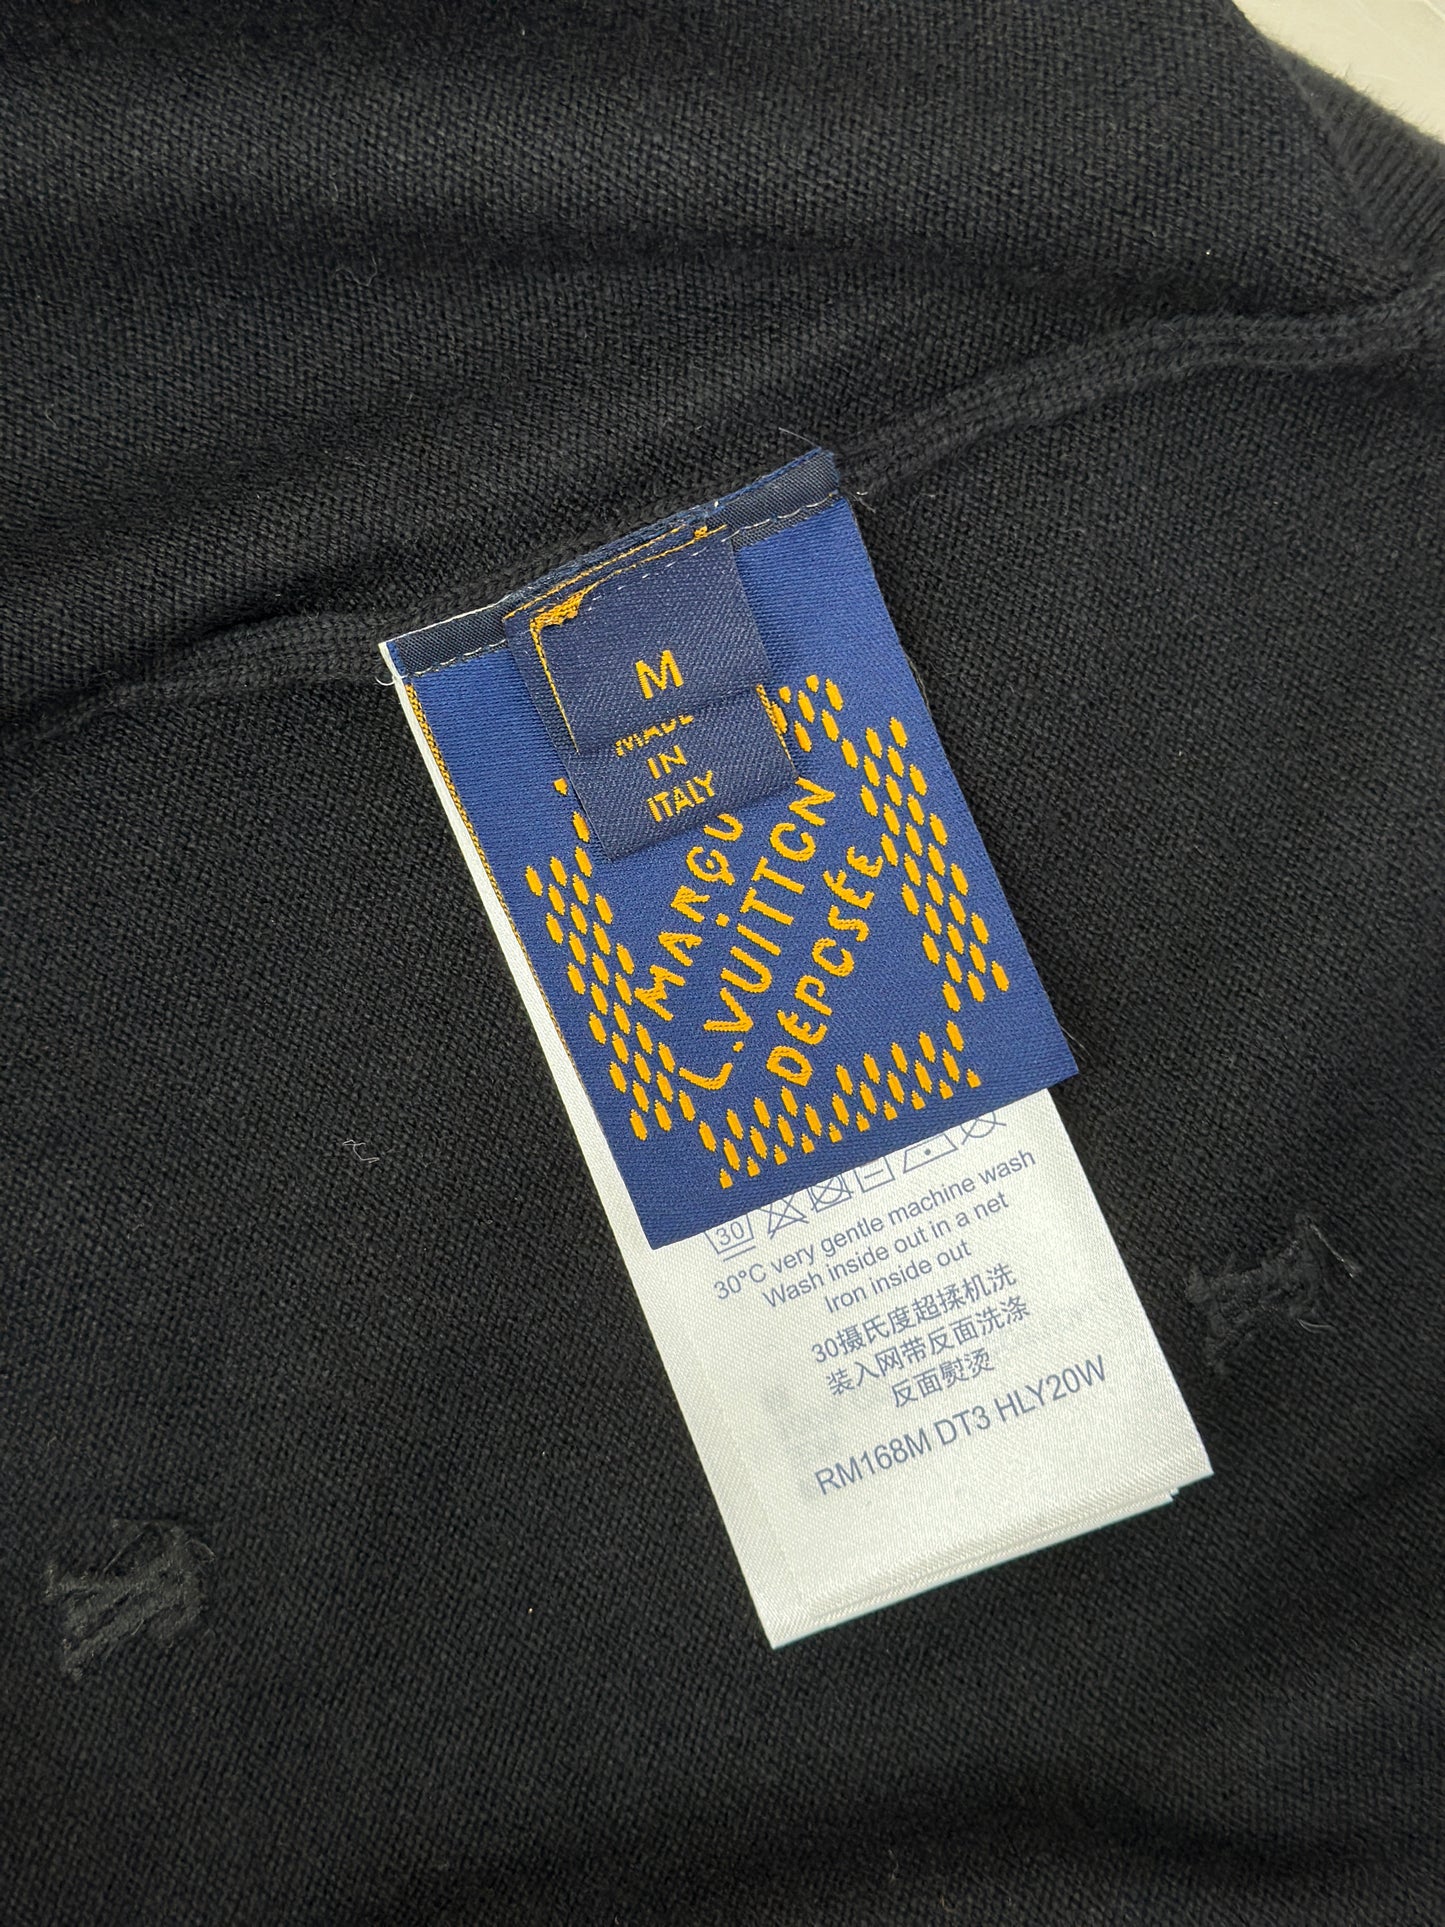 M
MADE
IN
ITALY
MARQU
L.VUITTON
DEPOSÉE
30
30°C very gentle machine wash
Wash inside out in a net
Iron inside out
30摄氏度超揉机洗
装入网带反面洗涤
反面熨烫
RM168M DT3 HLY20W